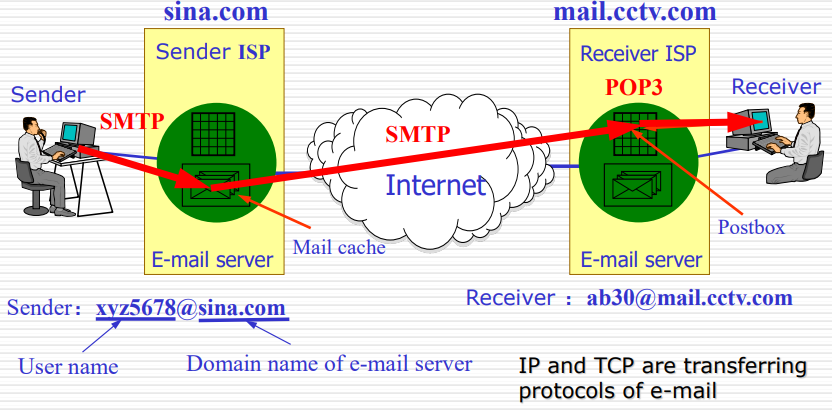 sina.com
mail.cctv.com
Sender ISP
Receiver ISP
Sender
SMTP
SMTP
POP3
Receiver
Internet
Mail cache
Postbox
E-mail server
E-mail server
Sender：xyz5678@sina.com
Receiver ：ab30@mail.cctv.com
User name
Domain name of e-mail server
IP and TCP are transferring
protocols of e-mail